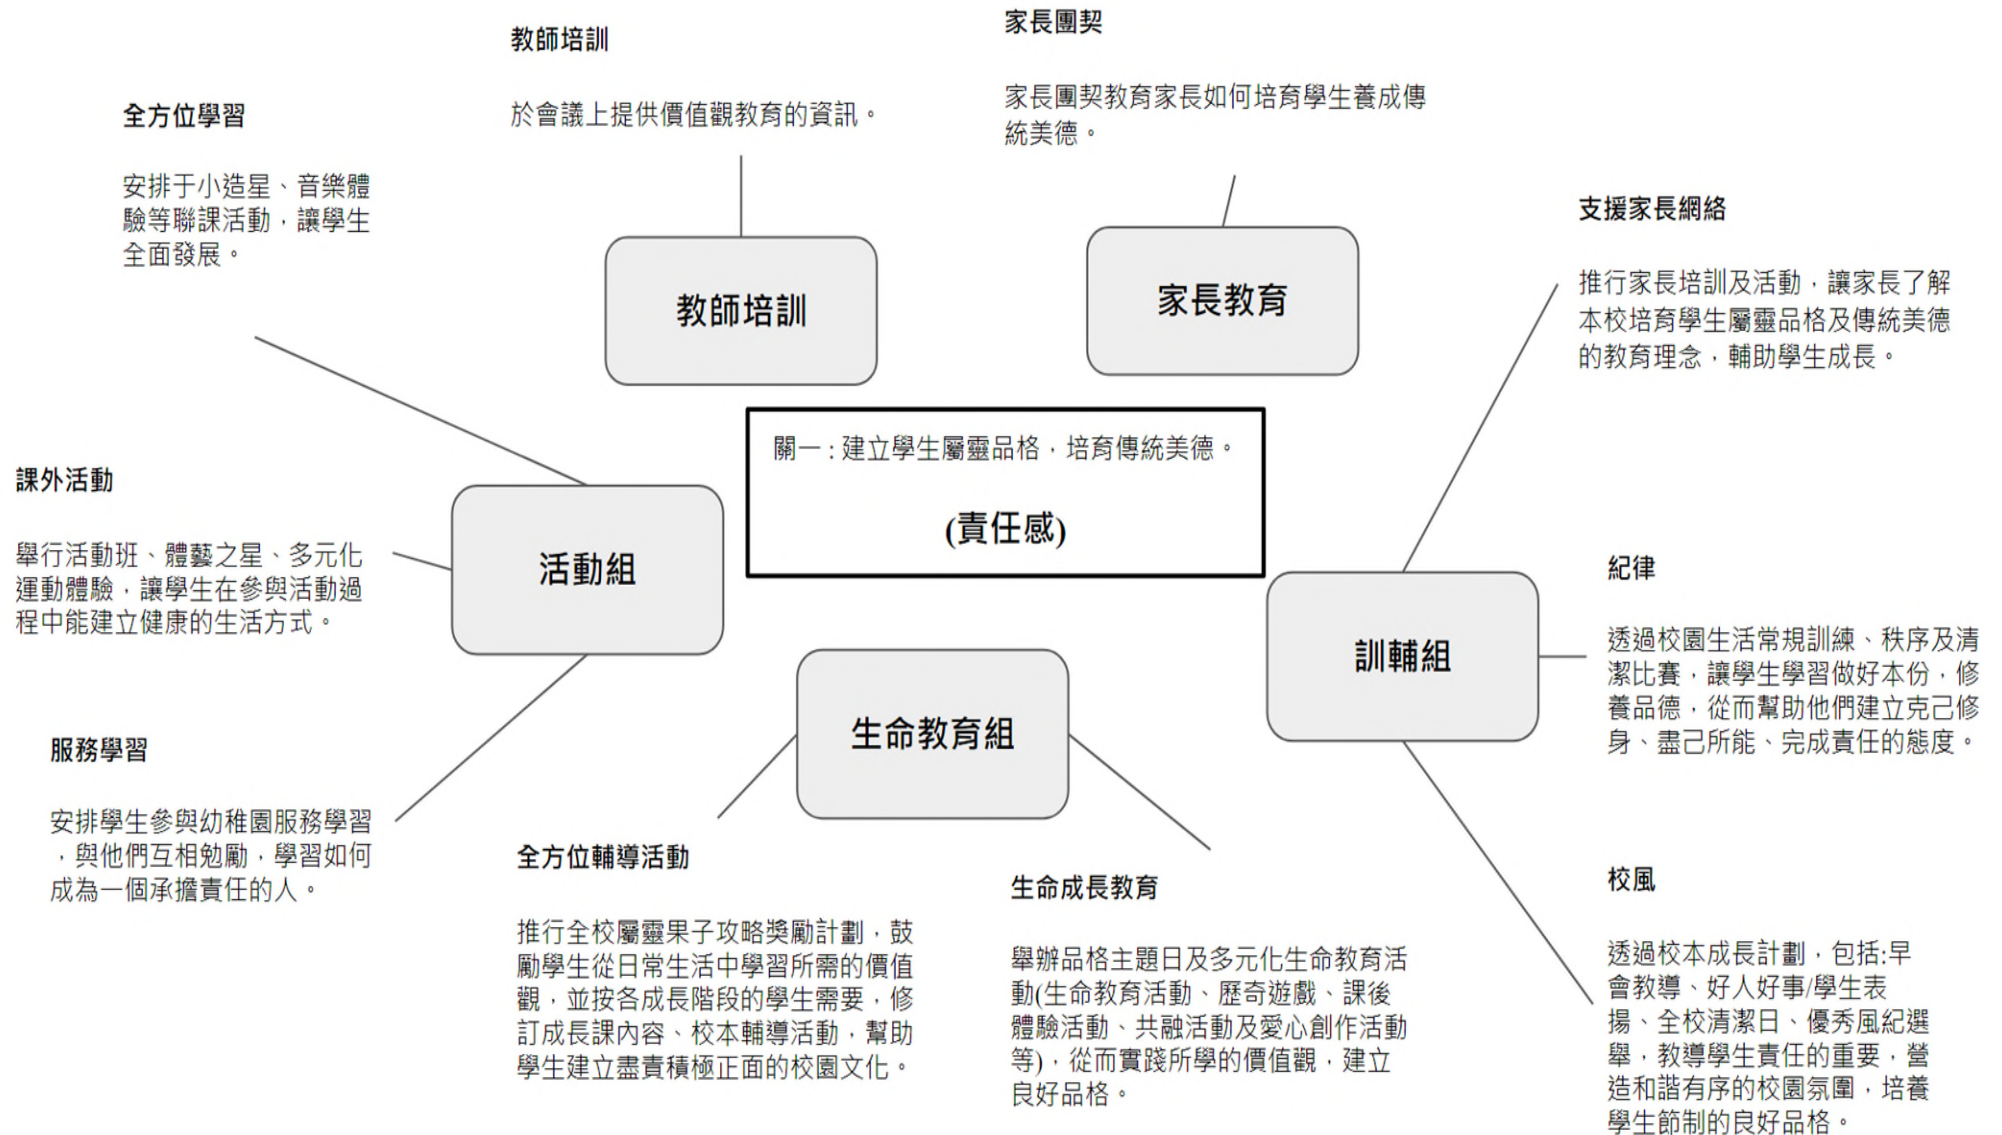 教師培訓
於會議上提供價值觀教育的資訊。
家長團契
家長團契教育家長如何培育學生養成傳
統美德。
全方位學習
安排于小造星、音樂體
驗等聯課活動，讓學生
全面發展。
支援家長網絡
推行家長培訓及活動，讓家長了解
本校培育學生屬靈品格及傳統美德
的教育理念，輔助學生成長。
教師培訓
家長教育
關一：建立學生屬靈品格，培育傳統美德。
(責任感)
課外活動
舉行活動班、體藝之星、多元化
運動體驗，讓學生在參與活動過
程中能建立健康的生活方式。
活動組
紀律
透過校園生活常規訓練、秩序及清
潔比賽，讓學生學習做好本份，修
養品德，從而幫助他們建立克己修
身、盡己所能、完成責任的態度。
訓輔組
生命教育組
服務學習
安排學生參與幼稚園服務學習
，與他們互相勉勵，學習如何
成為一個承擔責任的人。
全方位輔導活動
推行全校屬靈果子攻略獎勵計劃，鼓
勵學生從日常生活中學習所需的價值
觀，並按各成長階段的學生需要，修
訂成長課內容、校本輔導活動，幫助
學生建立盡責積極正面的校園文化。
生命成長教育
舉辦品格主題日及多元化生命教育活
動(生命教育活動、歷奇遊戲、課後
體驗活動、共融活動及愛心創作活動
等)，從而實踐所學的價值觀，建立
良好品格。
校風
透過校本成長計劃，包括:早
會教導、好人好事/學生表
揚、全校清潔日、優秀風紀選
舉，教導學生責任的重要，營
造和諧有序的校園氛圍，培養
學生節制的良好品格。